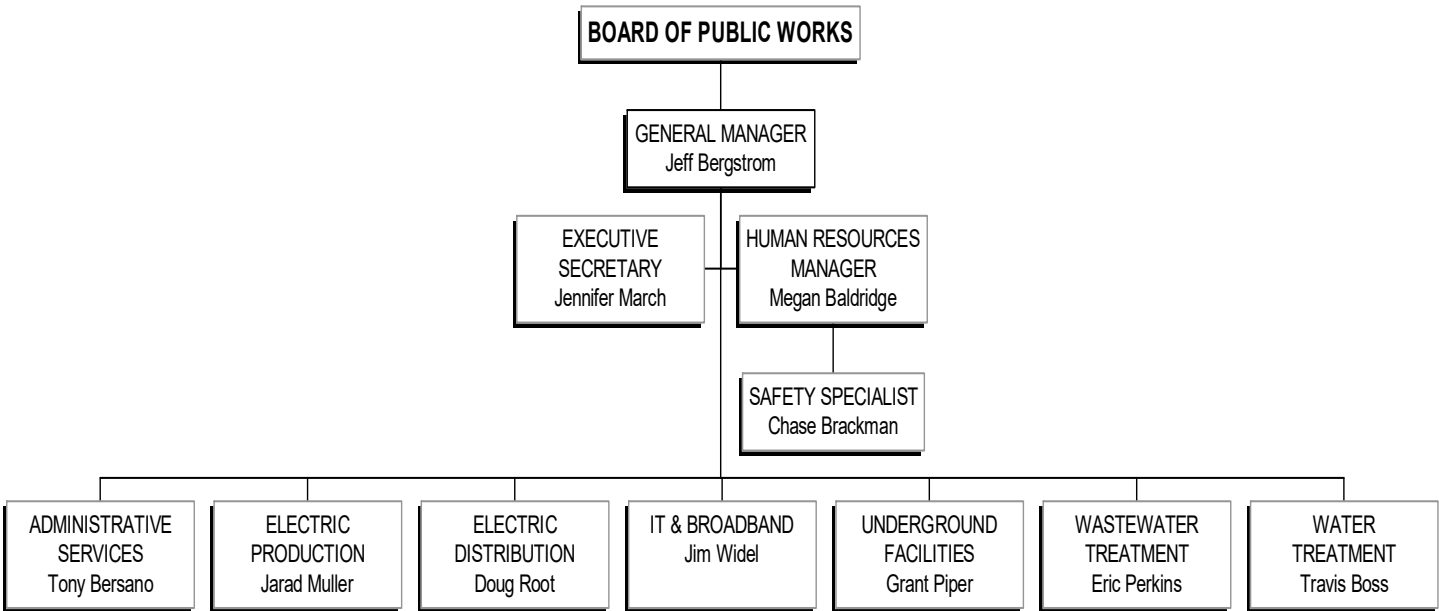 BOARD OF PUBLIC WORKS
GENERAL MANAGER
Jeff Bergstrom
EXECUTIVE
SECRETARY
Jennifer March
HUMAN RESOURCES
MANAGER
Megan Baldridge
SAFETY SPECIALIST
Chase Brackman
ADMINISTRATIVE
SERVICES
Tony Bersano
ELECTRIC
PRODUCTION
Jarad Muller
ELECTRIC
DISTRIBUTION
Doug Root
IT & BROADBAND
Jim Widel
UNDERGROUND
FACILITIES
Grant Piper
WASTEWATER
TREATMENT
Eric Perkins
WATER
TREATMENT
Travis Boss